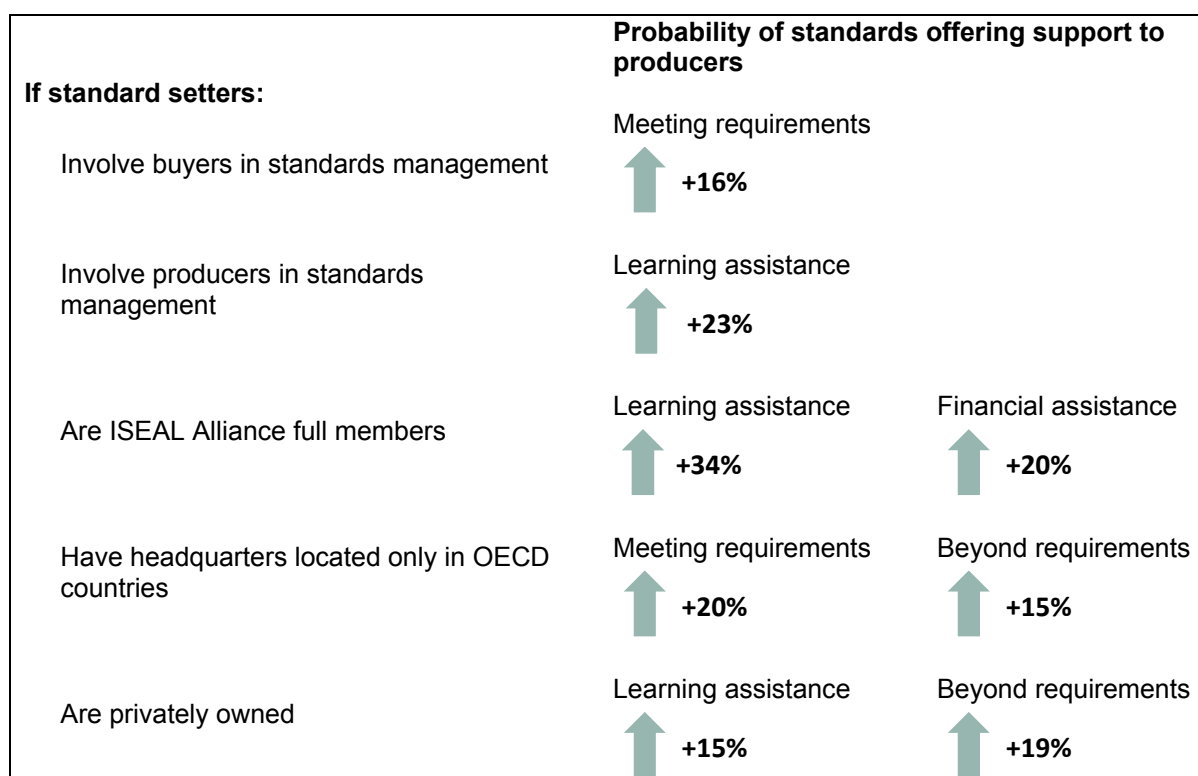 Probability of standards offering support to
producers
If standard setters:
Meeting requirements
Involve buyers in standards management
+16%
Learning assistance
Involve producers in standards
management
+23%
Learning assistance
Financial assistance
Are ISEAL Alliance full members
+34%
+20%
Meeting requirements
Beyond requirements
Have headquarters located only in OECD
countries
+20%
+15%
Learning assistance
Beyond requirements
Are privately owned
+15%
+19%